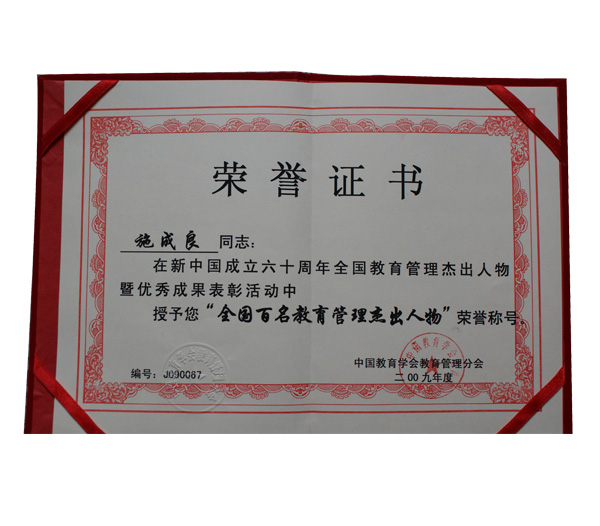 荣誉证书
施成良 同志：
在新中国成立六十周年全国教育管理杰出人物
暨优秀成果表彰活动中
授予您“全国百名教育管理杰出人物”荣誉称号。
中国教育学会教育管理分会
编号：J090067
二00九年度